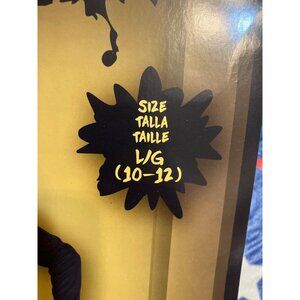 SIZE
TALLA
TAILLE
L/G
(10-12)